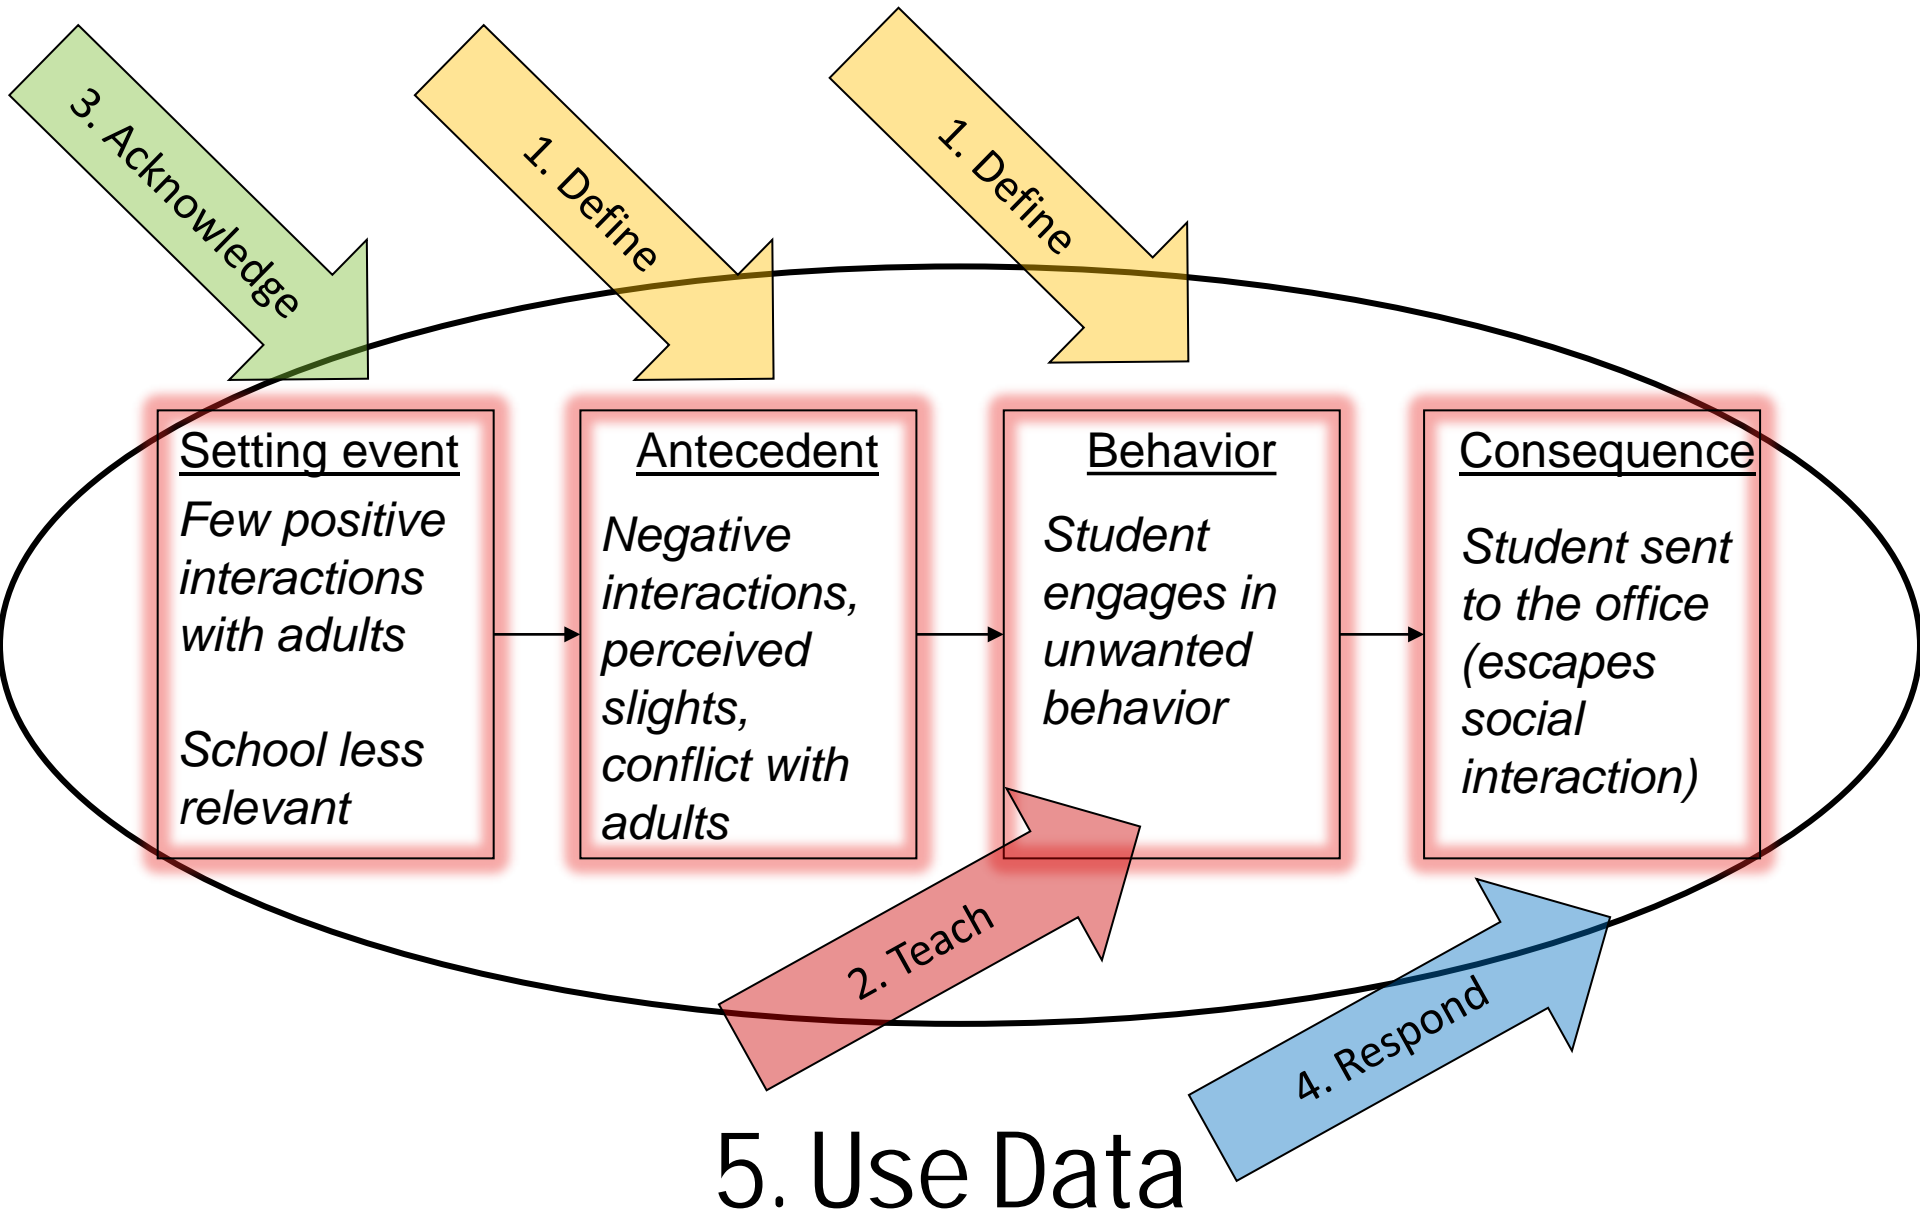 3. Acknowledge
1. Define
1. Define
Setting event
Few positive
interactions
with adults
School less
relevant
Antecedent
Negative
interactions,
perceived
slights,
conflict with
adults
Behavior
Student
engages in
unwanted
behavior
Consequence
Student sent
to the office
(escapes
social
interaction)
2. Teach
4. Respond
5. Use Data